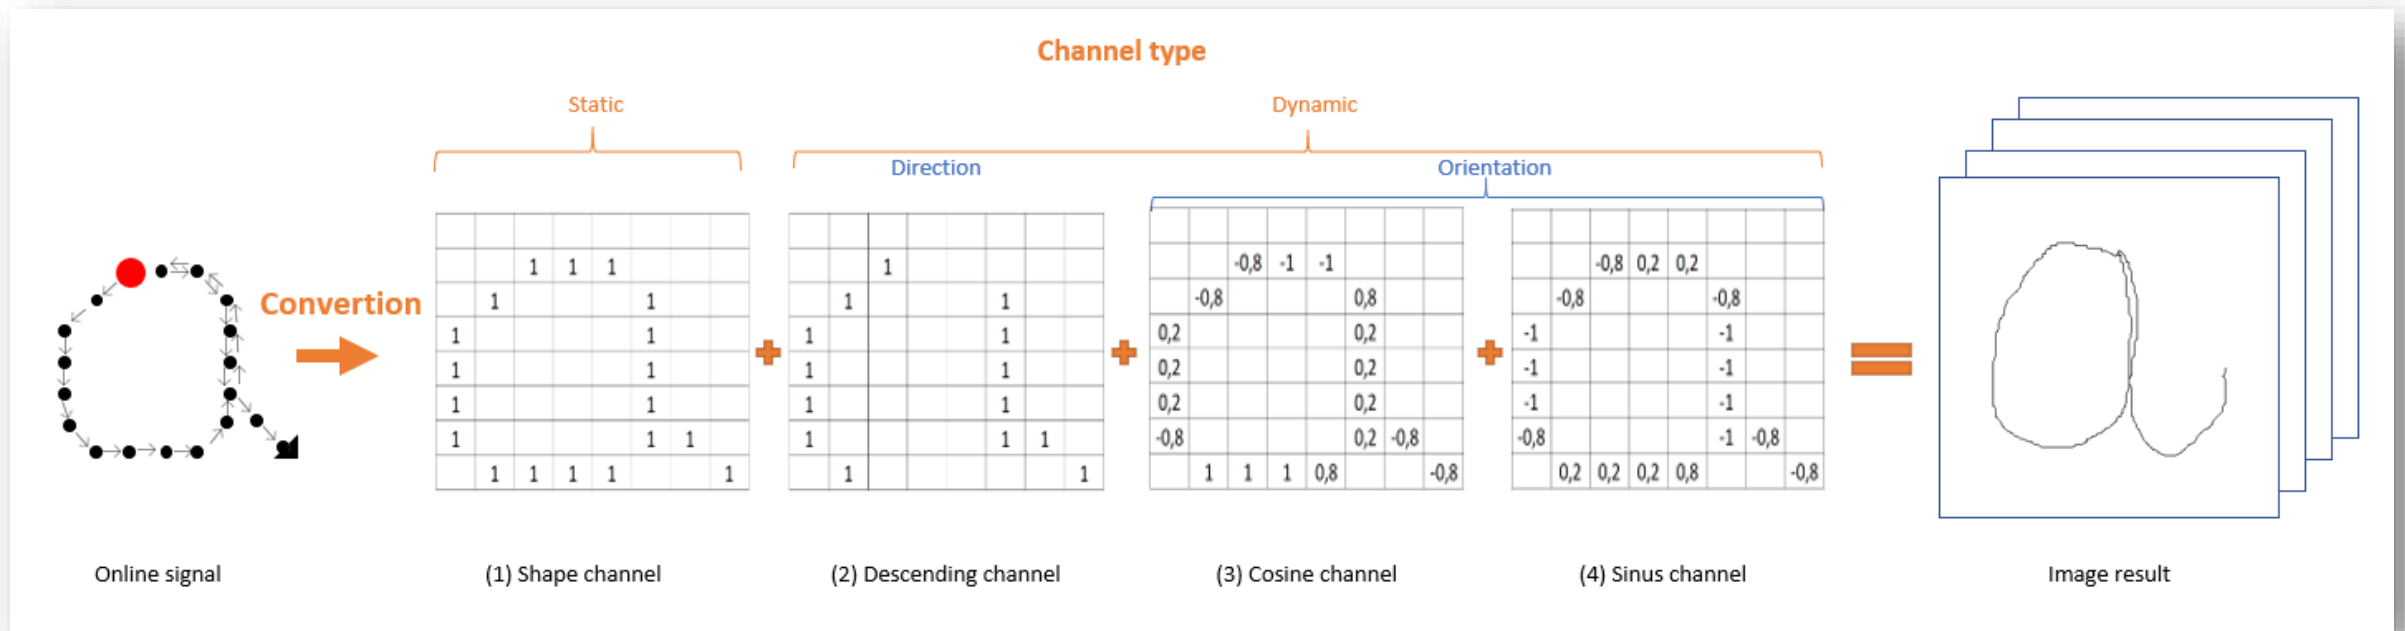 Channel type
Static
Dynamic
Direction
Orientation
Convertion
1 1 1
1 1
1 1
1 1
1 1
1 1 1
1 1 1 1 1
1
1 1
1 1
1 1
1 1
1 1 1
1 1
-0,8 -1 -1
-0,8 0,8
0,2 0,2
0,2 0,2
0,2 0,2
-0,8 0,2 -0,8
1 1 1 0,8 -0,8
-0,8 0,2 0,2
-0,8 -0,8
-1 -1
-1 -1
-1 -1
-0,8 -1 -0,8
0,2 0,2 0,2 0,8 -0,8
Online signal
(1) Shape channel
(2) Descending channel
(3) Cosine channel
(4) Sinus channel
Image result